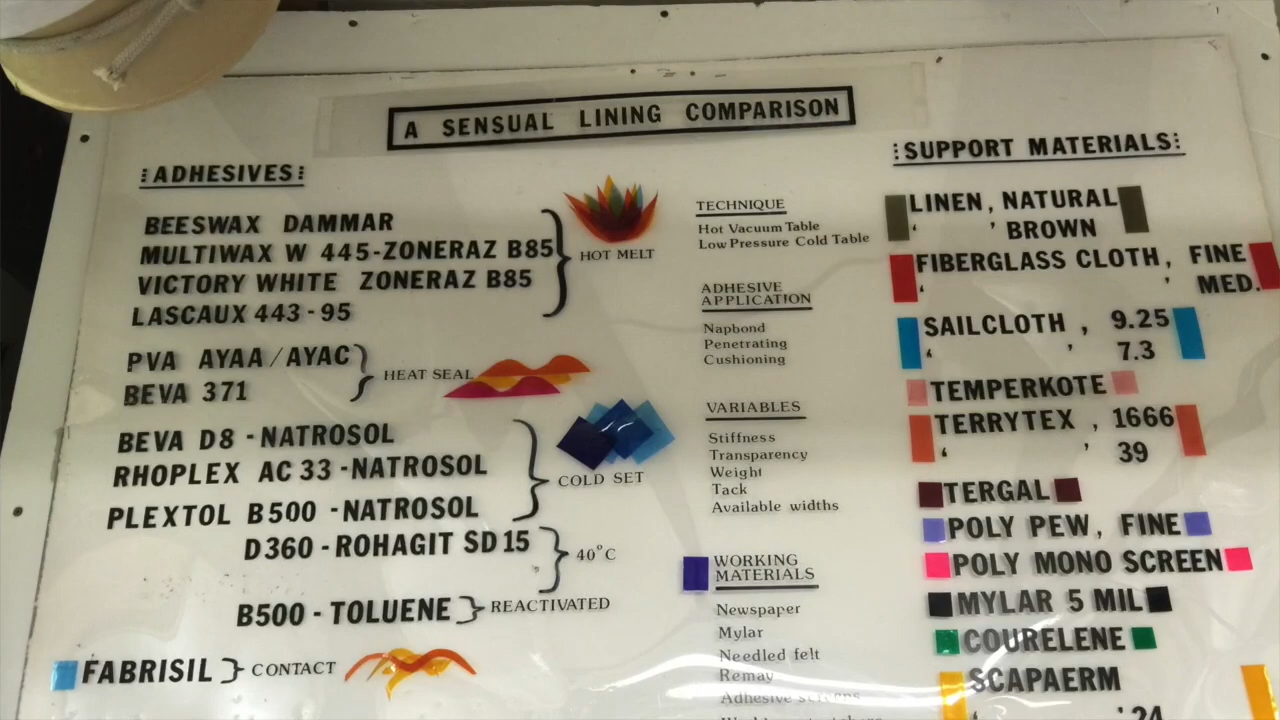 A SENSUAL LINING COMPARISON
ADHESIVES
BEESWAX DAMMAR
MULTIWAX W 445-ZONERAZ B85
VICTORY WHITE ZONERAZ B85
LASCAUX 443-95
HOT MELT
PVA AYAA/AYAC
BEVA 371
HEAT SEAL
BEVA D8 -NATROSOL
RHOPLEX AC 33 -NATROSOL
PLEXTOL B500 -NATROSOL
COLD SET
D360 -ROHAGIT SD 15
40°C
B500 - TOLUENE
REACTIVATED
FABRISIL
CONTACT
TECHNIQUE
Hot Vacuum Table
Low Pressure Cold Table
ADHESIVE
APPLICATION
Napbond
Penetrating
Cushioning
VARIABLES
Stiffness
Transparency
Weight
Tack
Available widths
WORKING
MATERIALS
Newspaper
Mylar
Needled felt
Remay
Adhesive screens
SUPPORT MATERIALS
LINEN, NATURAL
‘ ’ BROWN
FIBERGLASS CLOTH, FINE
‘ ’ MED.
SAILCLOTH , 9.25
‘ ’ 7.3
TEMPERKOTE
TERRYTEX , 1666
‘ ’ 39
TERGAL
POLY PEW, FINE
POLY MONO SCREEN
MYLAR 5 MIL
COURELENE
SCAPAERM
‘ ’ 24